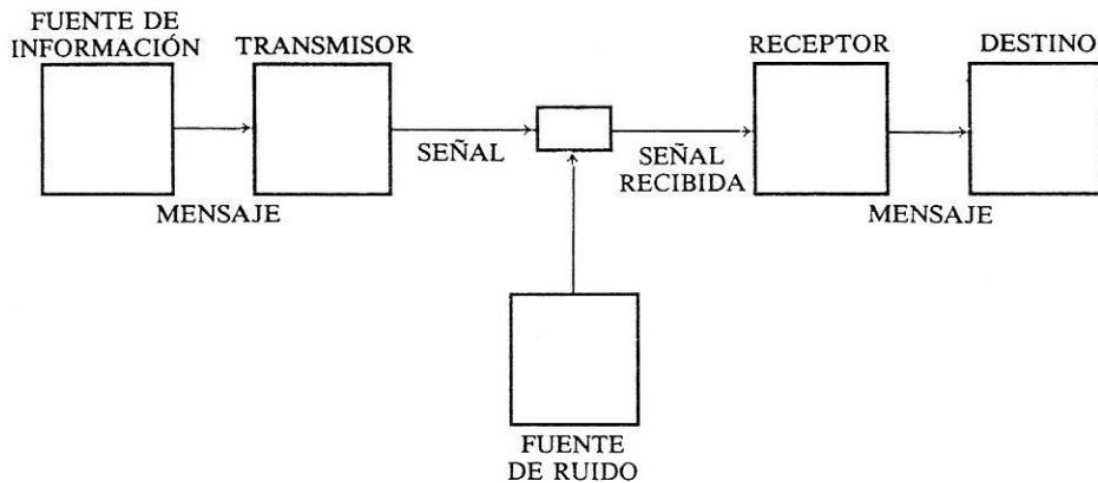 FUENTE DE
INFORMACIÓN
TRANSMISOR
RECEPTOR
DESTINO
SEÑAL
SEÑAL
RECIBIDA
MENSAJE
MENSAJE
FUENTE
DE RUIDO